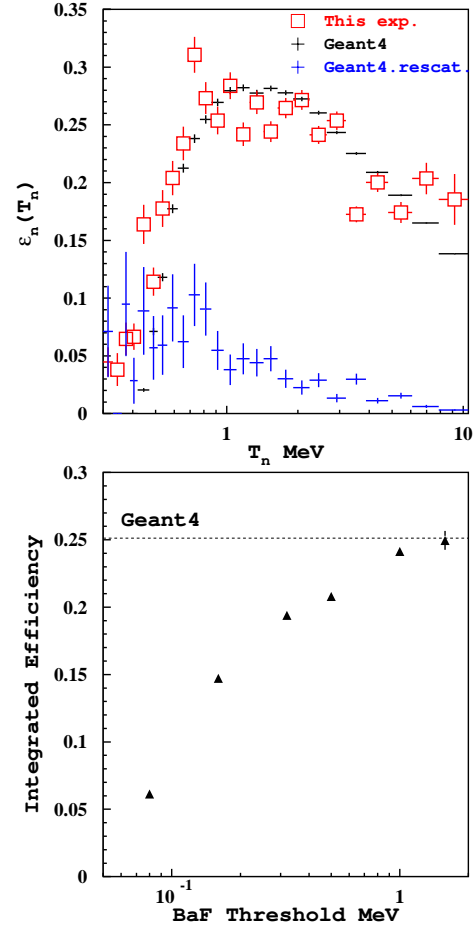 0.35
This exp.
Geant4
Geant4.rescat.
0.3
0.25
0.2
0.15
0.1
0.05
0
ε_n(T_n)
1
10
T_n MeV
0.3
Geant4
0.25
0.2
0.15
0.1
0.05
0
Integrated Efficiency
10^-1
1
BaF Threshold MeV